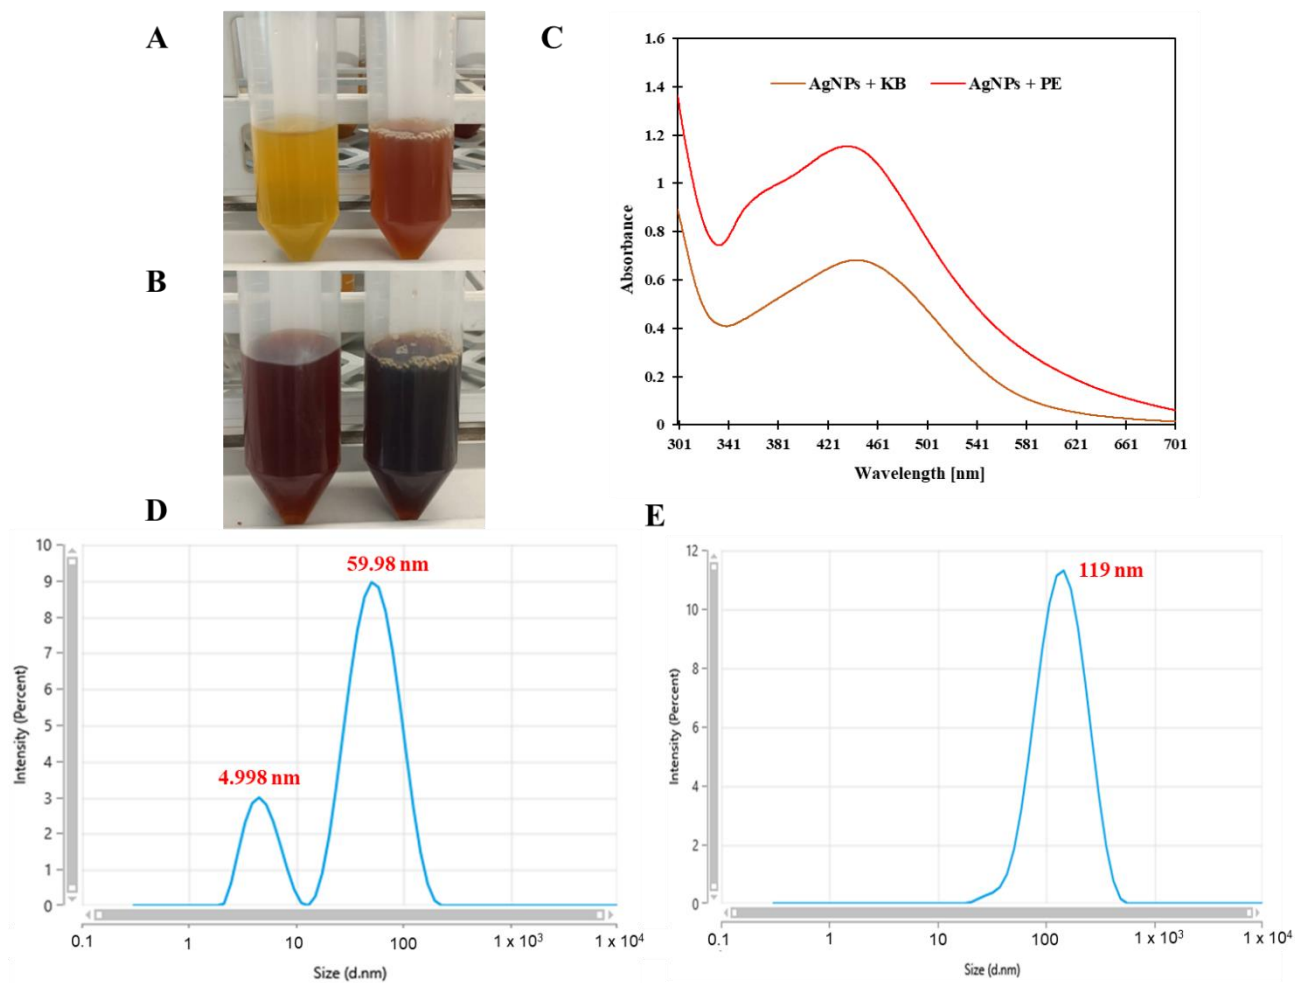 A
B
C
1.6
1.4
1.2
1
0.8
0.6
0.4
0.2
0
Absorbance
AgNPs + KB AgNPs + PE
301 341 381 421 461 501 541 581 621 661 701
Wavelength [nm]
D
10
9
8
7
6
5
4
3
2
1
0
Intensity (Percent)
4.998 nm
59.98 nm
0.1 1 10 100 1 x 10³ 1 x 10⁴
Size (d.nm)
E
12
10
8
6
4
2
0
Intensity (Percent)
119 nm
0.1 1 10 100 1 x 10³ 1 x 10⁴
Size (d.nm)